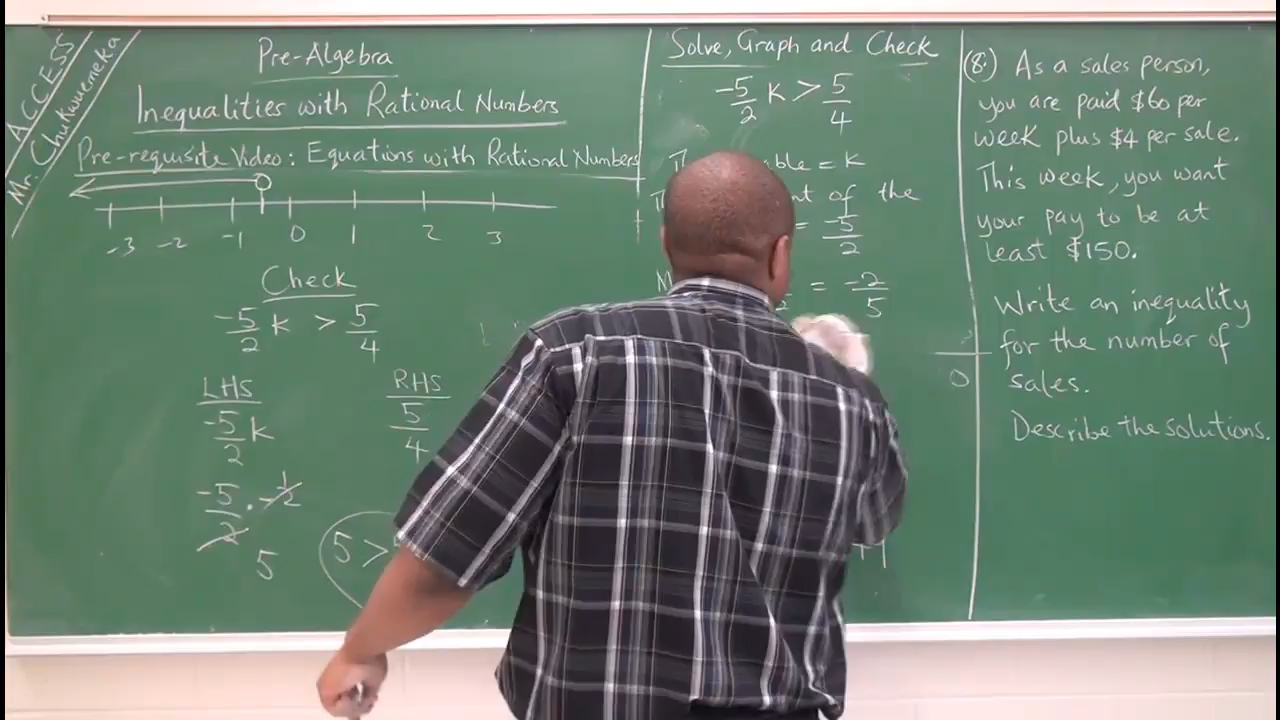 ACCESS
Mr. Chukwuemeka
Pre-Algebra
Inequalities with Rational Numbers
Pre-requisite Video: Equations with Rational Numbers
-3 -2 -1 0 1 2 3
Check
-5/2 k > 5/4
LHS RHS
-5/2 k 5/4
-5/2 · -1/2
5 5 >
Solve, Graph and Check
-5/2 k > 5/4
= k
of the
= -5/2
= -2/5
0
(8.) As a sales person,
you are paid $60 per
week plus $4 per sale.
This week, you want
your pay to be at
least $150.
Write an inequality
for the number of
sales.
Describe the solutions.